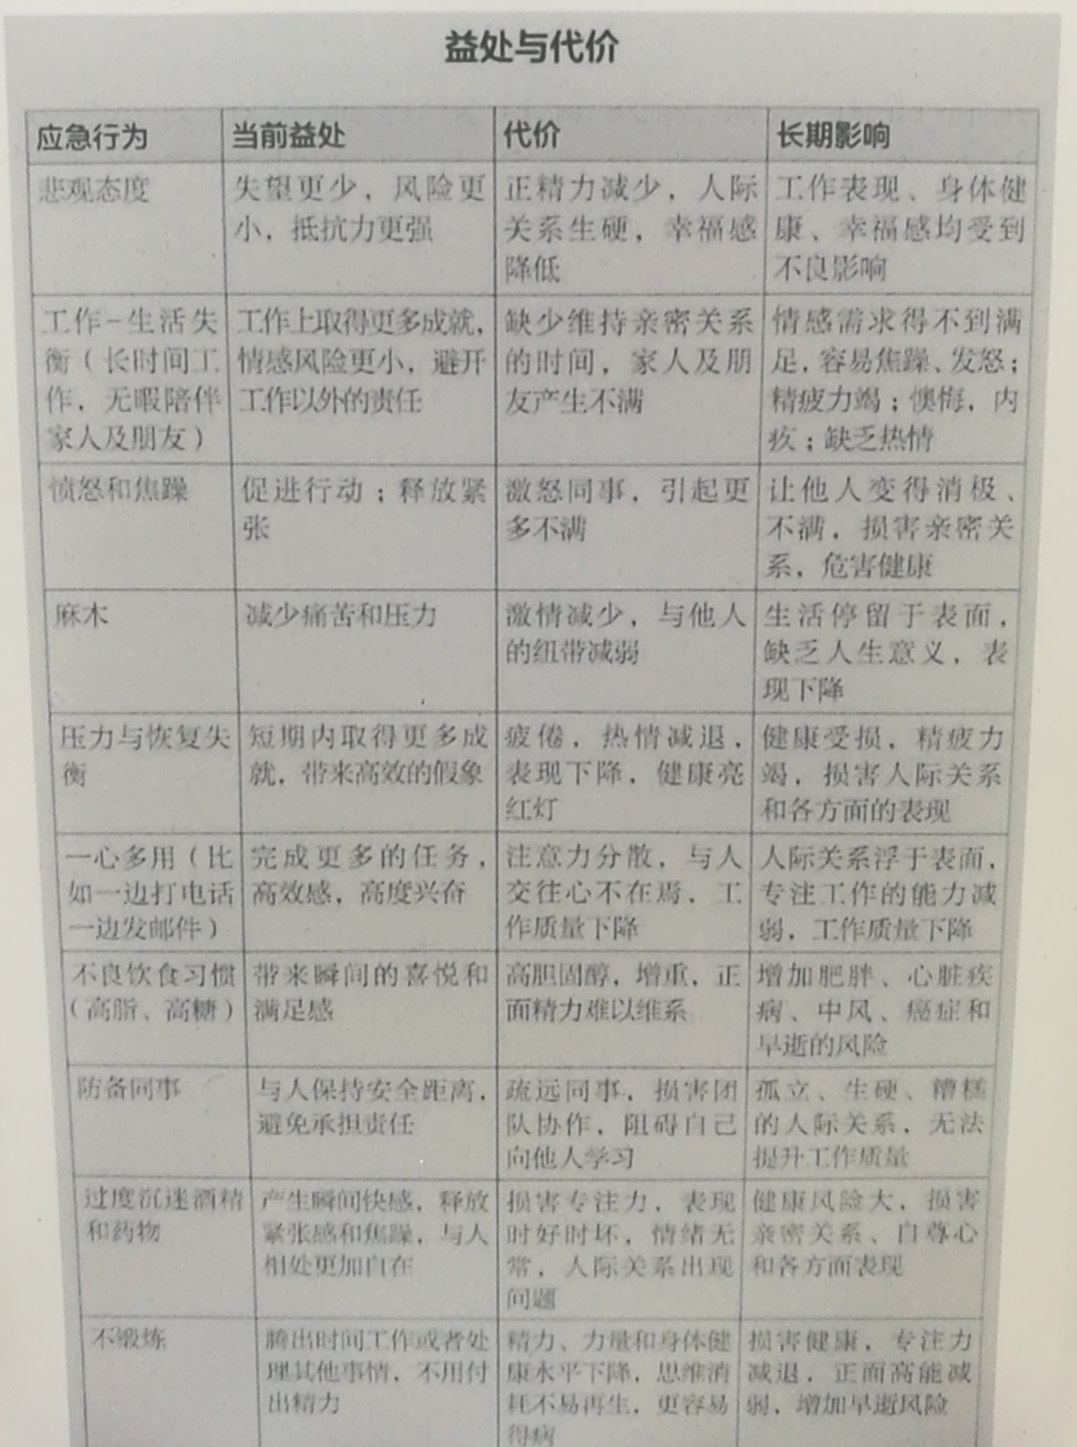 益处与代价
应急行为
当前益处
代价
长期影响
悲观态度
失望更少，风险更
小，抵抗力更强
正精力减少，人际
关系生硬，幸福感
降低
工作表现、身体健
康、幸福感均受到
不良影响
工作-生活失
衡（长时间工
作，无暇陪伴
家人及朋友）
工作上取得更多成就，
情感风险更小，避开
工作以外的责任
缺少维持亲密关系
的时间，家人及朋
友产生不满
情感需求得不到满
足，容易焦躁、发怒；
精疲力竭；懊悔，内
疚；缺乏热情
愤怒和焦躁
促进行动；释放紧
张
激怒同事，引起更
多不满
让他人变得消极、
不满，损害亲密关
系，危害健康
麻木
减少痛苦和压力
激情减少，与他人
的纽带减弱
生活停留于表面，
缺乏人生意义，表
现下降
压力与恢复失
衡
短期内取得更多成
就，带来高效的假象
疲倦，热情减退，
表现下降，健康亮
红灯
健康受损，精疲力
竭，损害人际关系
和各方面的表现
一心多用（比
如一边打电话
一边发邮件）
完成更多的任务，
高效感，高度兴奋
注意力分散，与人
交往心不在焉，工
作质量下降
人际关系浮于表面，
专注工作的能力减
弱，工作质量下降
不良饮食习惯
（高脂、高糖）
带来瞬间的喜悦和
满足感
高胆固醇，增重，正
面精力难以维系
增加肥胖、心脏疾
病、中风、癌症和
早逝的风险
防备同事
与人保持安全距离，
避免承担责任
疏远同事，损害团
队协作，阻碍自己
向他人学习
孤立、生硬、糟糕
的人际关系，无法
提升工作质量
过度沉迷酒精
和药物
产生瞬间快感，释放
紧张感和焦躁，与人
相处更加自在
损害专注力，表现
时好时坏，情绪无
常，人际关系出现
问题
健康风险大，损害
亲密关系、自尊心
和各方面表现
不锻炼
腾出时间工作或者处
理其他事情，不用付
出精力
精力、力量和身体健
康水平下降，思维消
耗不易再生，更容易
得病
损害健康，专注力
减退，正面高能减
弱，增加早逝风险